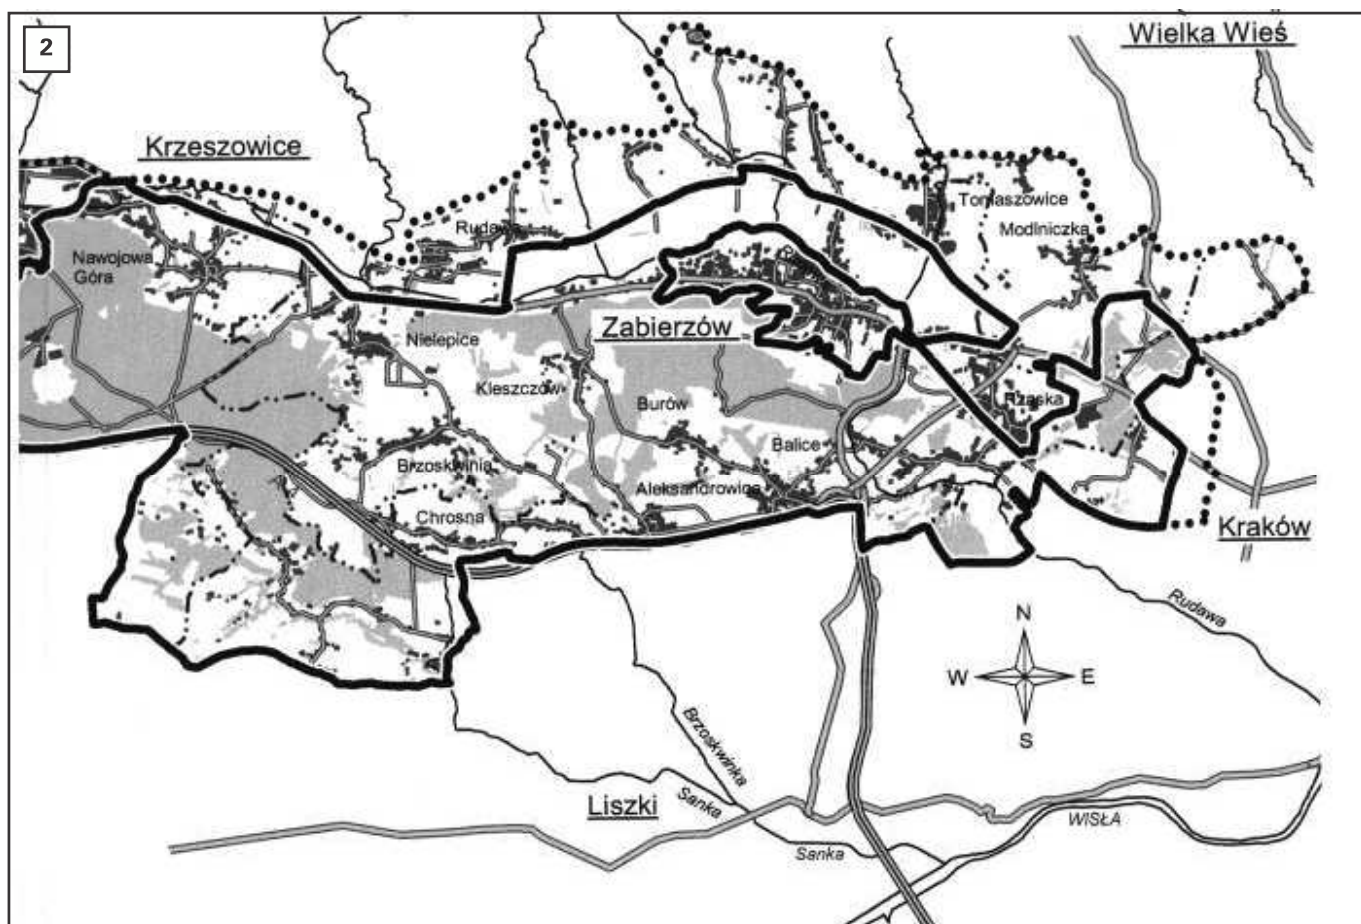 2
Wielka Wieś
Krzeszowice
Tomaszowice
Rudawa
Modlniczka
Nawojowa
Góra
Zabierzów
Nielepice
Kleszczów
Burów
Rząska
Balice
Brzoskwinia
Aleksandrowice
Chrosna
Kraków
Rudawa
N
W
E
S
Brzoskwinka
Sanka
Liszki
WISŁA
Sanka